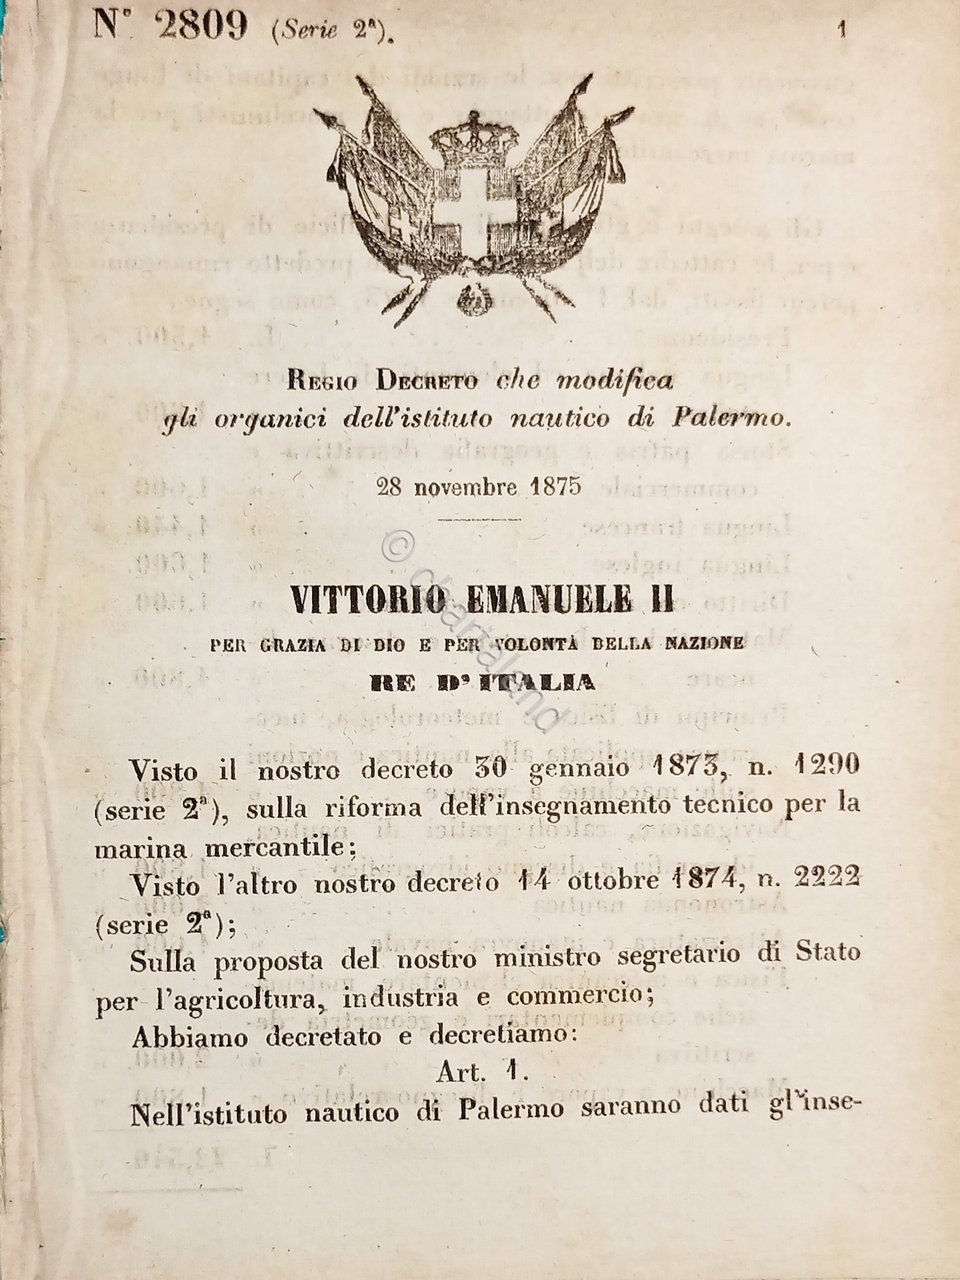 N° 2809 (Serie 2ª). 1
REGIO DECRETO che modifica
gli organici dell'istituto nautico di Palermo.
28 novembre 1875
© chartaland
VITTORIO EMANUELE II
PER GRAZIA DI DIO E PER VOLONTÀ DELLA NAZIONE
RE D'ITALIA
Visto il nostro decreto 30 gennaio 1873, n. 1290
(serie 2ª), sulla riforma dell'insegnamento tecnico per la
marina mercantile;
Visto l'altro nostro decreto 14 ottobre 1874, n. 2222
(serie 2ª);
Sulla proposta del nostro ministro segretario di Stato
per l'agricoltura, industria e commercio;
Abbiamo decretato e decretiamo:
Art. 1.
Nell'istituto nautico di Palermo saranno dati gl'inse-